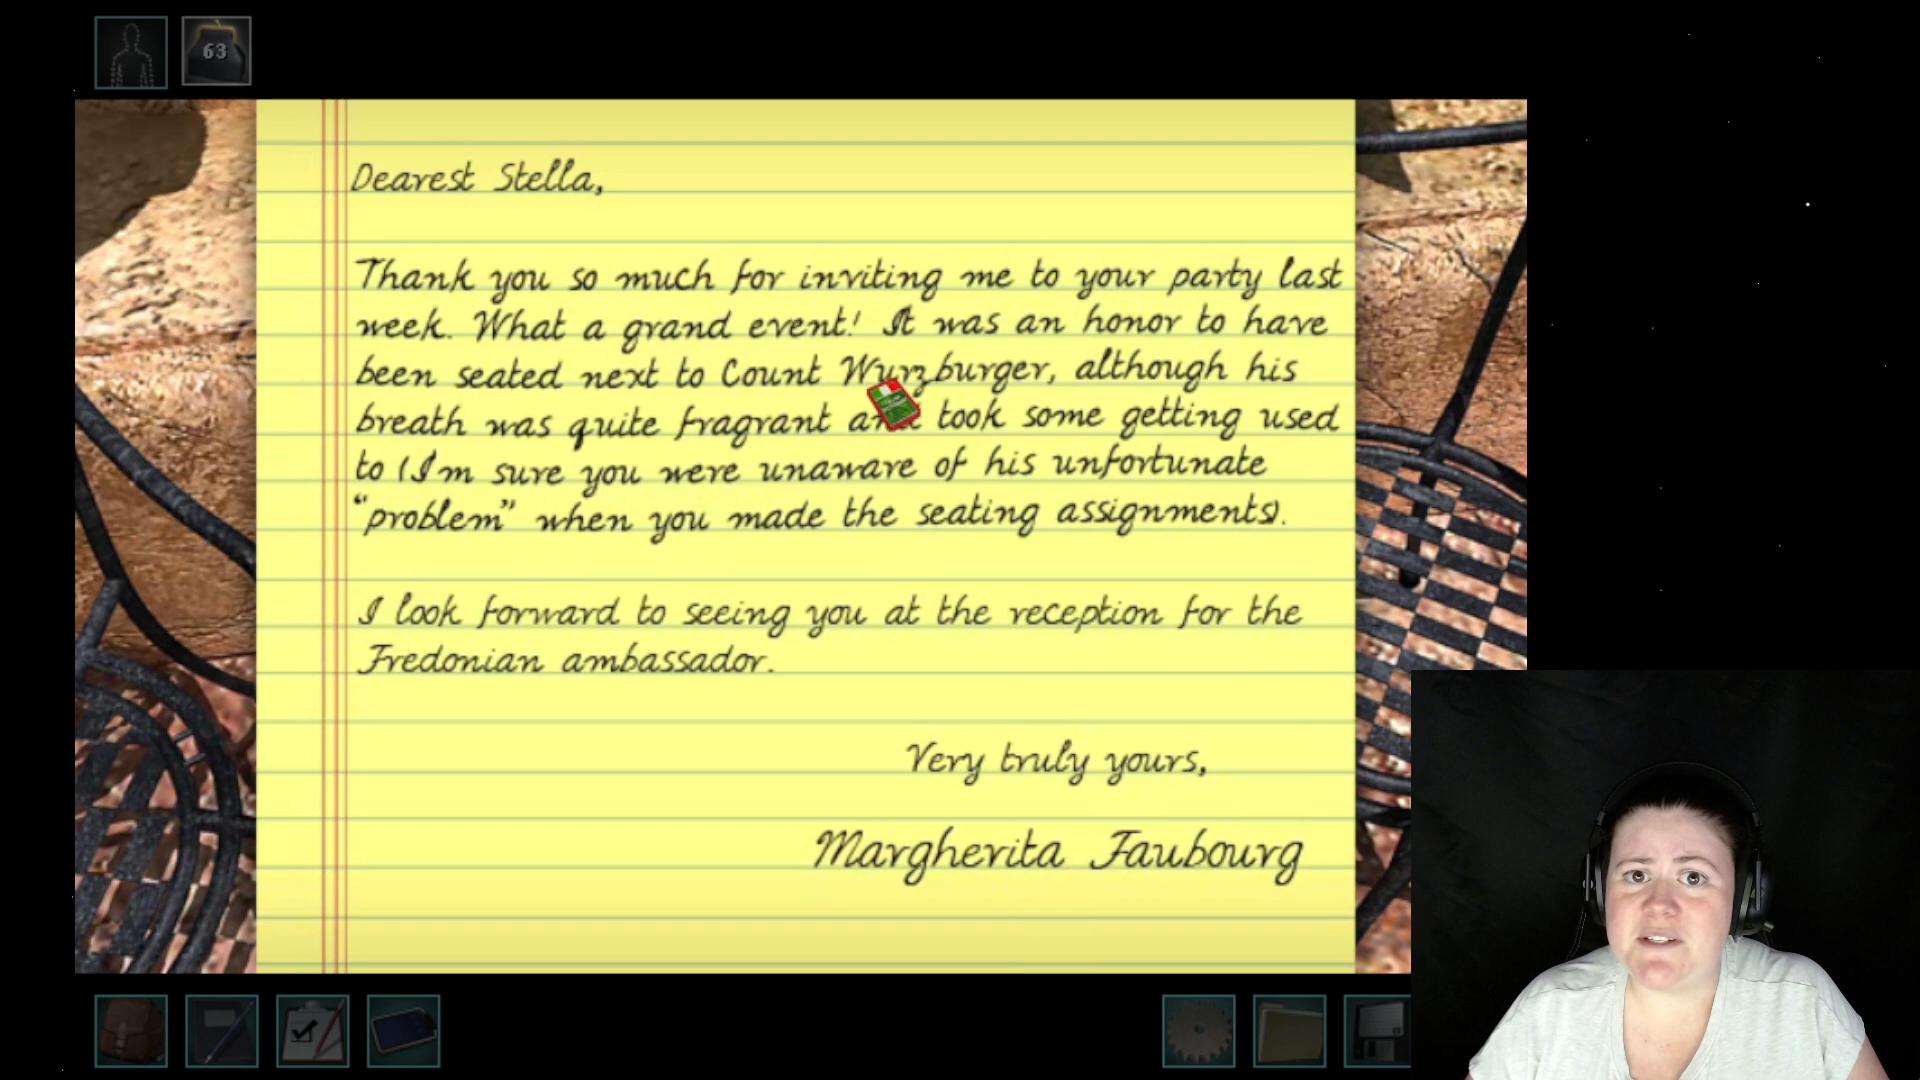 63
Dearest Stella,
Thank you so much for inviting me to your party last
week. What a grand event! It was an honor to have
been seated next to Count Wurzburger, although his
breath was quite fragrant and took some getting used
to (I'm sure you were unaware of his unfortunate
"problem" when you made the seating assignments).
I look forward to seeing you at the reception for the
Fredonian ambassador.
Very truly yours,
Margherita Faubourg